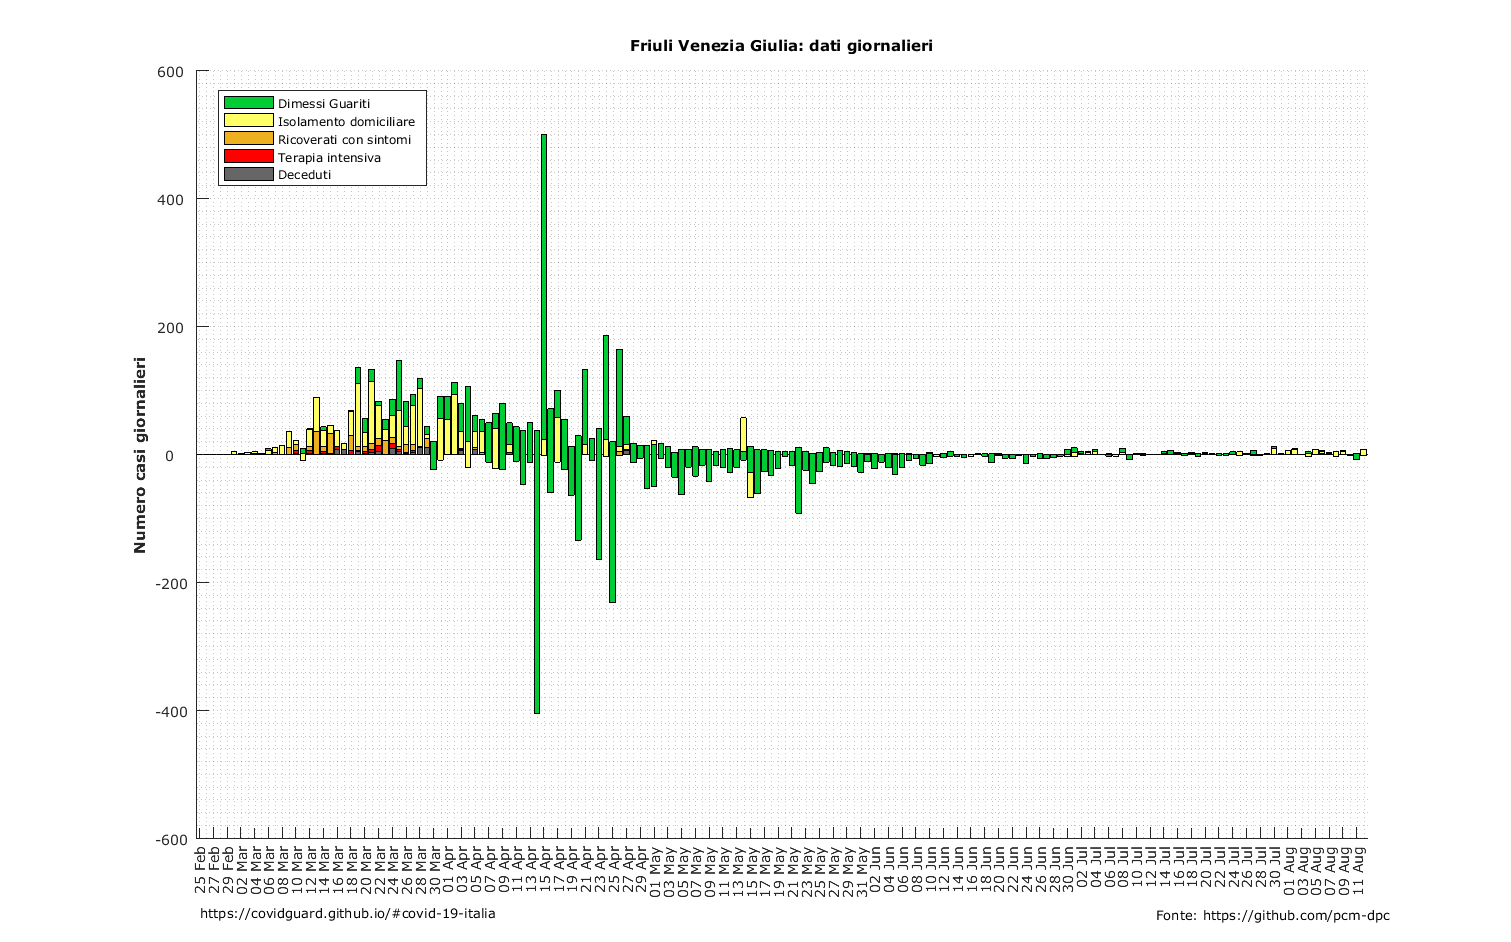 Friuli Venezia Giulia: dati giornalieri
600
400
200
0
-200
-400
-600
Numero casi giornalieri
Dimessi Guariti
Isolamento domiciliare
Ricoverati con sintomi
Terapia intensiva
Deceduti
25 Feb
27 Feb
29 Feb
02 Mar
04 Mar
06 Mar
08 Mar
10 Mar
12 Mar
14 Mar
16 Mar
18 Mar
20 Mar
22 Mar
24 Mar
26 Mar
28 Mar
30 Mar
01 Apr
03 Apr
05 Apr
07 Apr
09 Apr
11 Apr
13 Apr
15 Apr
17 Apr
19 Apr
21 Apr
23 Apr
25 Apr
27 Apr
29 Apr
01 May
03 May
05 May
07 May
09 May
11 May
13 May
15 May
17 May
19 May
21 May
23 May
25 May
27 May
29 May
31 May
02 Jun
04 Jun
06 Jun
08 Jun
10 Jun
12 Jun
14 Jun
16 Jun
18 Jun
20 Jun
22 Jun
24 Jun
26 Jun
28 Jun
30 Jun
02 Jul
04 Jul
06 Jul
08 Jul
10 Jul
12 Jul
14 Jul
16 Jul
18 Jul
20 Jul
22 Jul
24 Jul
26 Jul
28 Jul
30 Jul
01 Aug
03 Aug
05 Aug
07 Aug
09 Aug
11 Aug
https://covidguard.github.io/#covid-19-italia
Fonte: https://github.com/pcm-dpc